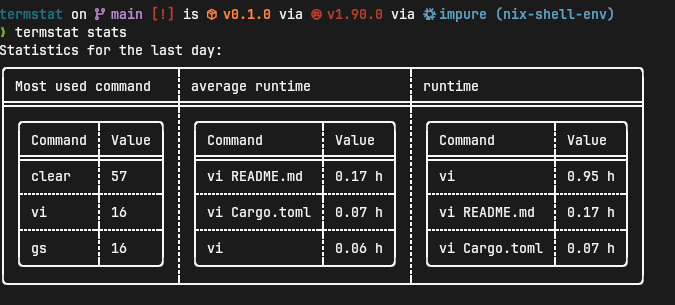 termstat on main [!] is v0.1.0 via v1.90.0 via impure (nix-shell-env)
❯ termstat stats
Statistics for the last day:
Most used command average runtime runtime
Command Value Command Value Command Value
clear 57 vi README.md 0.17 h vi 0.95 h
vi 16 vi Cargo.toml 0.07 h vi README.md 0.17 h
gs 16 vi 0.06 h vi Cargo.toml 0.07 h